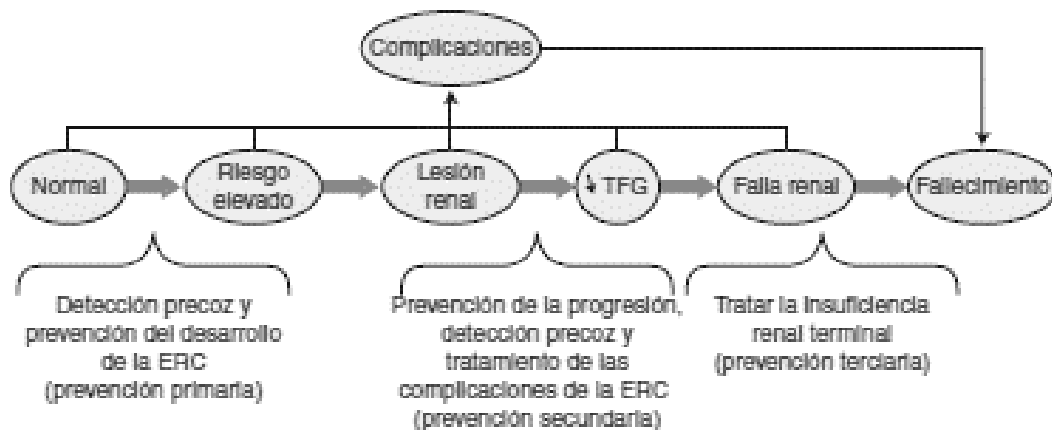 Complicaciones
Normal
Riesgo
elevado
Lesión
renal
↓ TFG
Falla renal
Fallecimiento
Detección precoz y
prevención del desarrollo
de la ERC
(prevención primaria)
Prevención de la progresión,
detección precoz y
tratamiento de las
complicaciones de la ERC
(prevención secundaria)
Tratar la insuficiencia
renal terminal
(prevención terciaria)